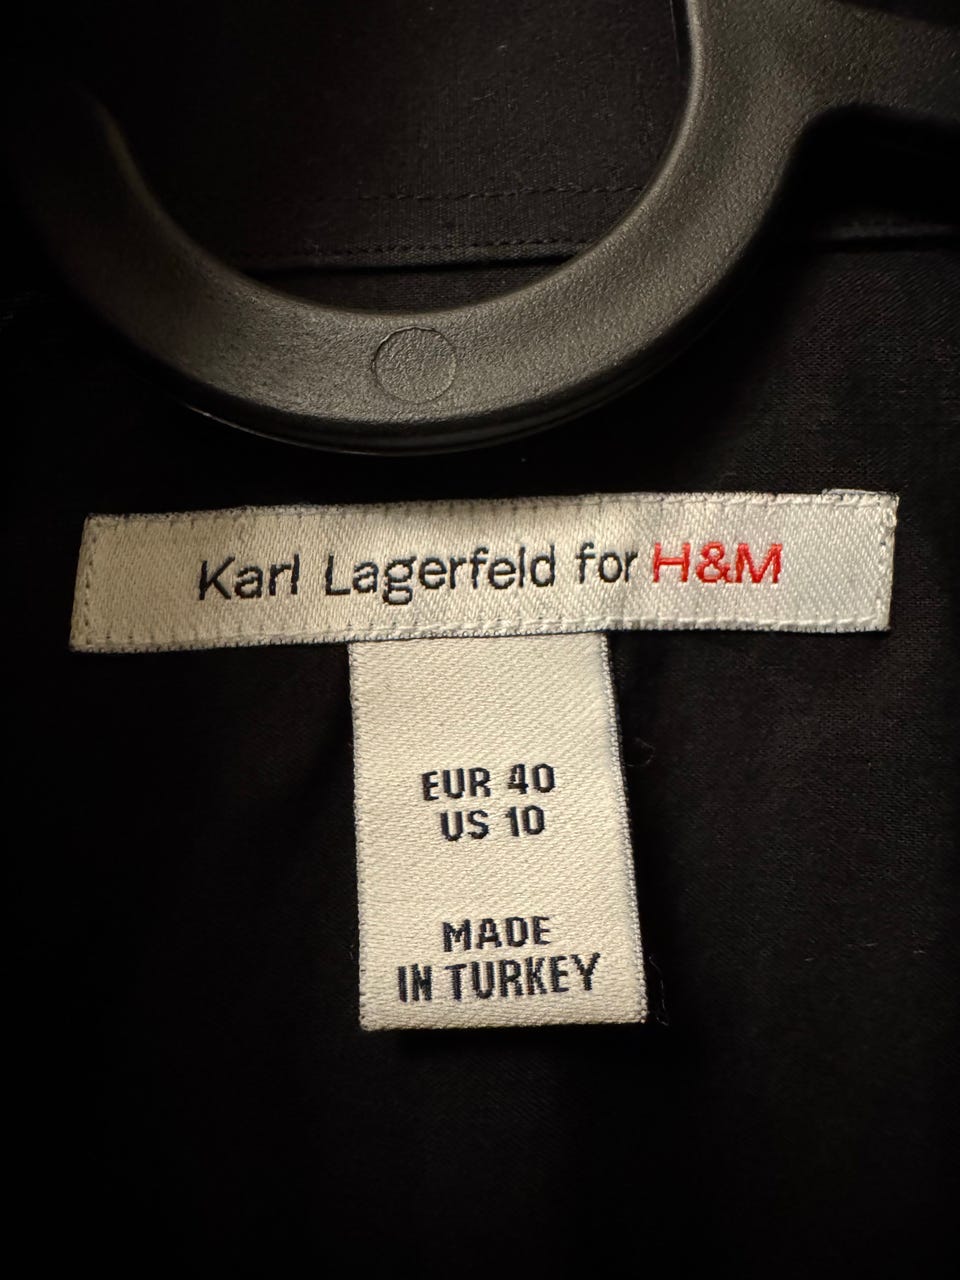 Karl Lagerfeld for H&M
EUR 40
US 10
MADE
IN TURKEY